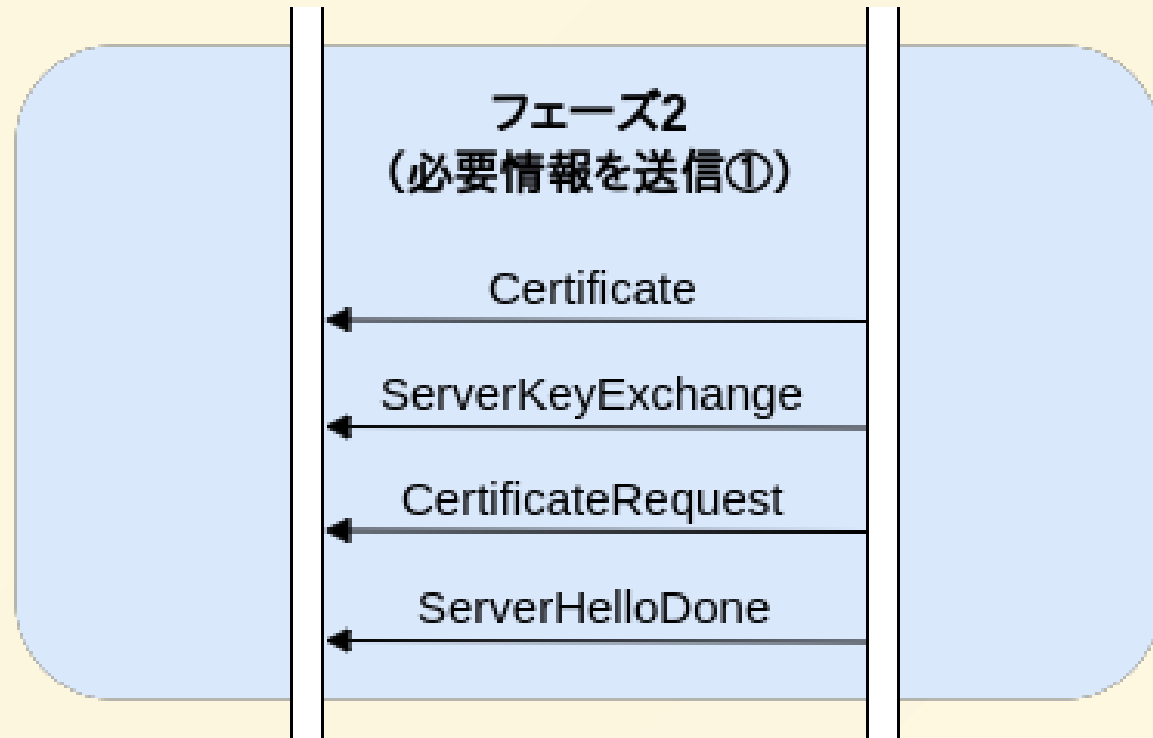 フェーズ2
（必要情報を送信①）
Certificate
ServerKeyExchange
CertificateRequest
ServerHelloDone